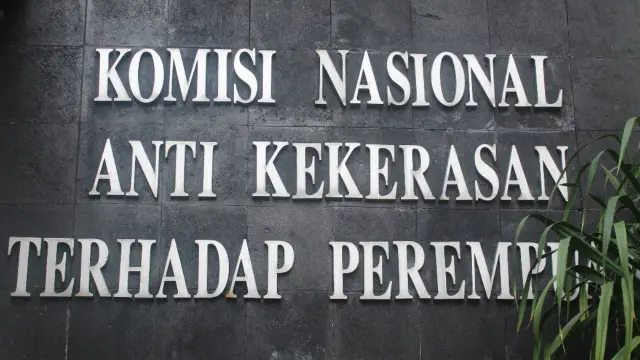 KOMISI NASIONAL
ANTI KEKERASAN
TERHADAP PEREMPU